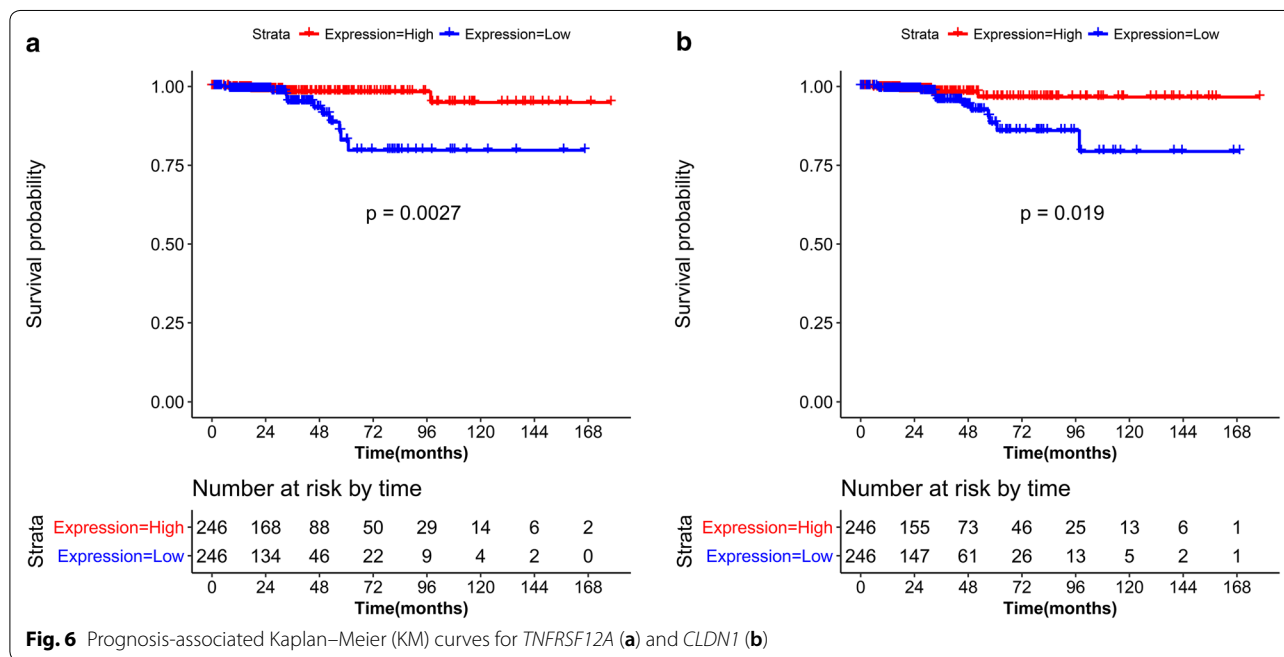 a
Strata Expression=High Expression=Low
Survival probability
1.00
0.75
0.50
0.25
0.00
p = 0.0027
0 24 48 72 96 120 144 168
Time(months)
Number at risk by time
Strata
Expression=High 246 168 88 50 29 14 6 2
Expression=Low 246 134 46 22 9 4 2 0
0 24 48 72 96 120 144 168
Time(months)
b
Strata Expression=High Expression=Low
Survival probability
1.00
0.75
0.50
0.25
0.00
p = 0.019
0 24 48 72 96 120 144 168
Time(months)
Number at risk by time
Strata
Expression=High 246 155 73 46 25 13 6 1
Expression=Low 246 147 61 26 13 5 2 1
0 24 48 72 96 120 144 168
Time(months)
Fig. 6 Prognosis-associated Kaplan–Meier (KM) curves for TNFRSF12A (a) and CLDN1 (b)